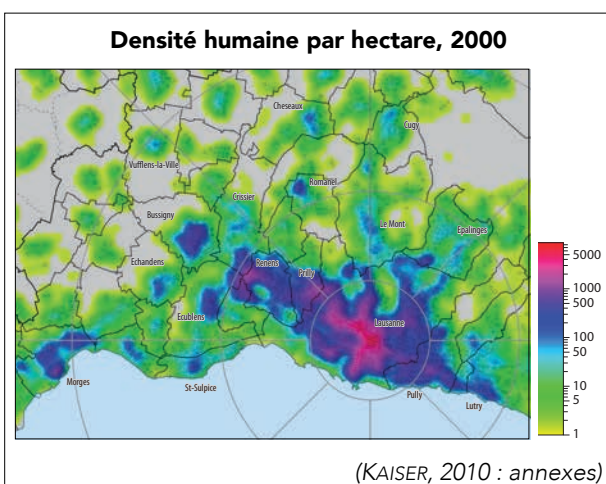 Densité humaine par hectare, 2000
Cheseaux
Cugy
Vufflens-la-Ville
Romanel
Crissier
Bussigny
Le Mont
Epalinges
Echandens
Renens
Prilly
Ecublens
Lausanne
Morges
St-Sulpice
Pully
Lutry
5000
1000
500
100
50
10
5
1
(KAISER, 2010 : annexes)